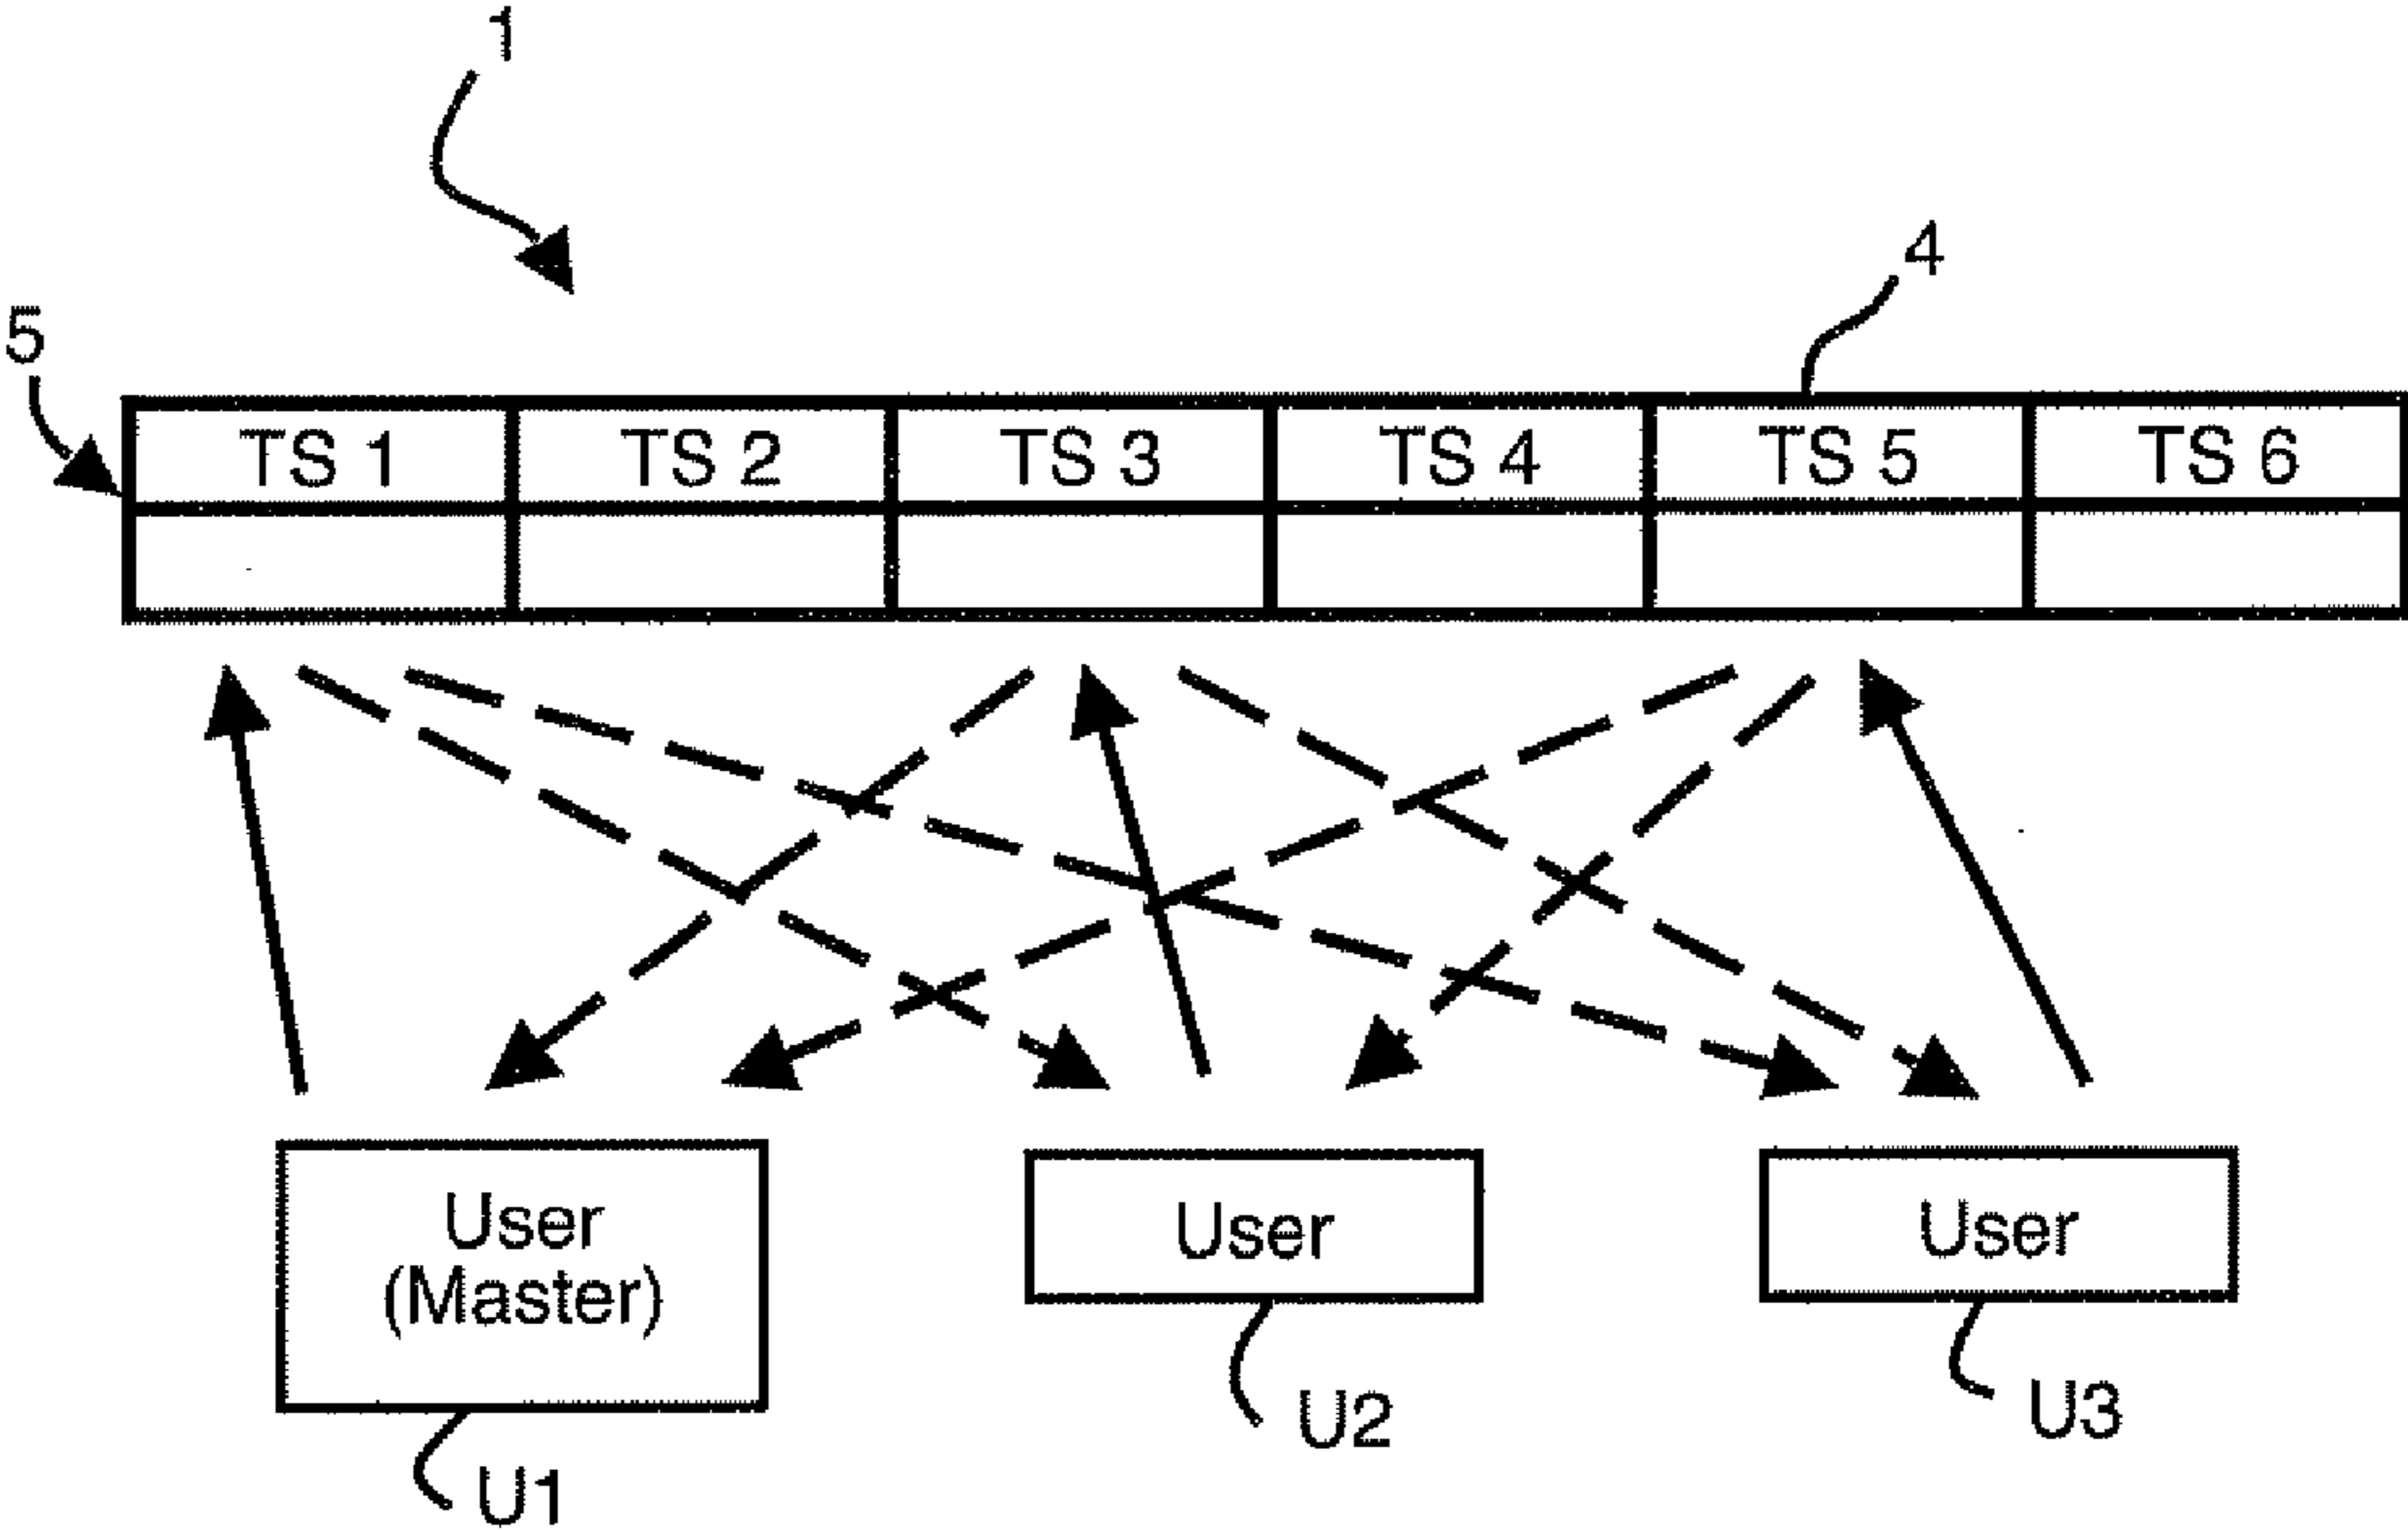 1
4
5
TS 1 TS 2 TS 3 TS 4 TS 5 TS 6
User
(Master)
User
User
U1
U2
U3